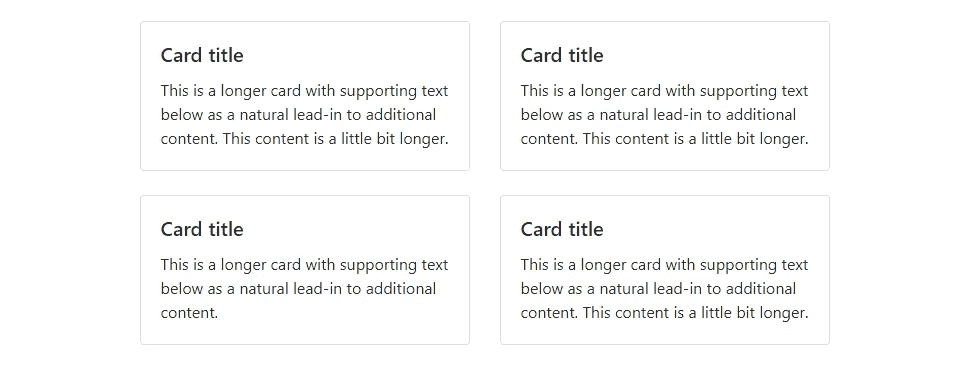 Card title
This is a longer card with supporting text
below as a natural lead-in to additional
content. This content is a little bit longer.
Card title
This is a longer card with supporting text
below as a natural lead-in to additional
content. This content is a little bit longer.
Card title
This is a longer card with supporting text
below as a natural lead-in to additional
content.
Card title
This is a longer card with supporting text
below as a natural lead-in to additional
content. This content is a little bit longer.